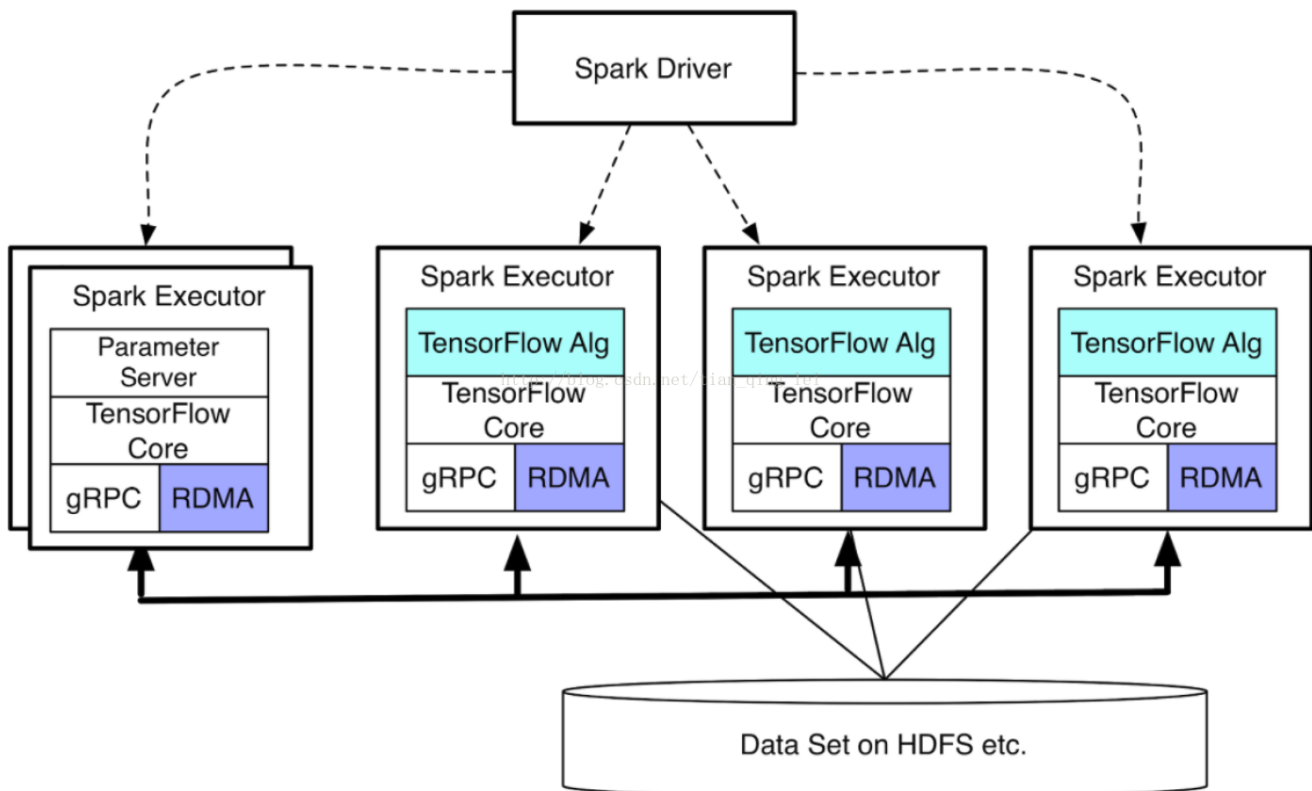 Spark Driver
Spark Executor
Parameter
Server
TensorFlow
Core
gRPC
RDMA
Spark Executor
TensorFlow Alg
TensorFlow
Core
gRPC
RDMA
Spark Executor
TensorFlow Alg
TensorFlow
Core
gRPC
RDMA
Spark Executor
TensorFlow Alg
TensorFlow
Core
gRPC
RDMA
Data Set on HDFS etc.